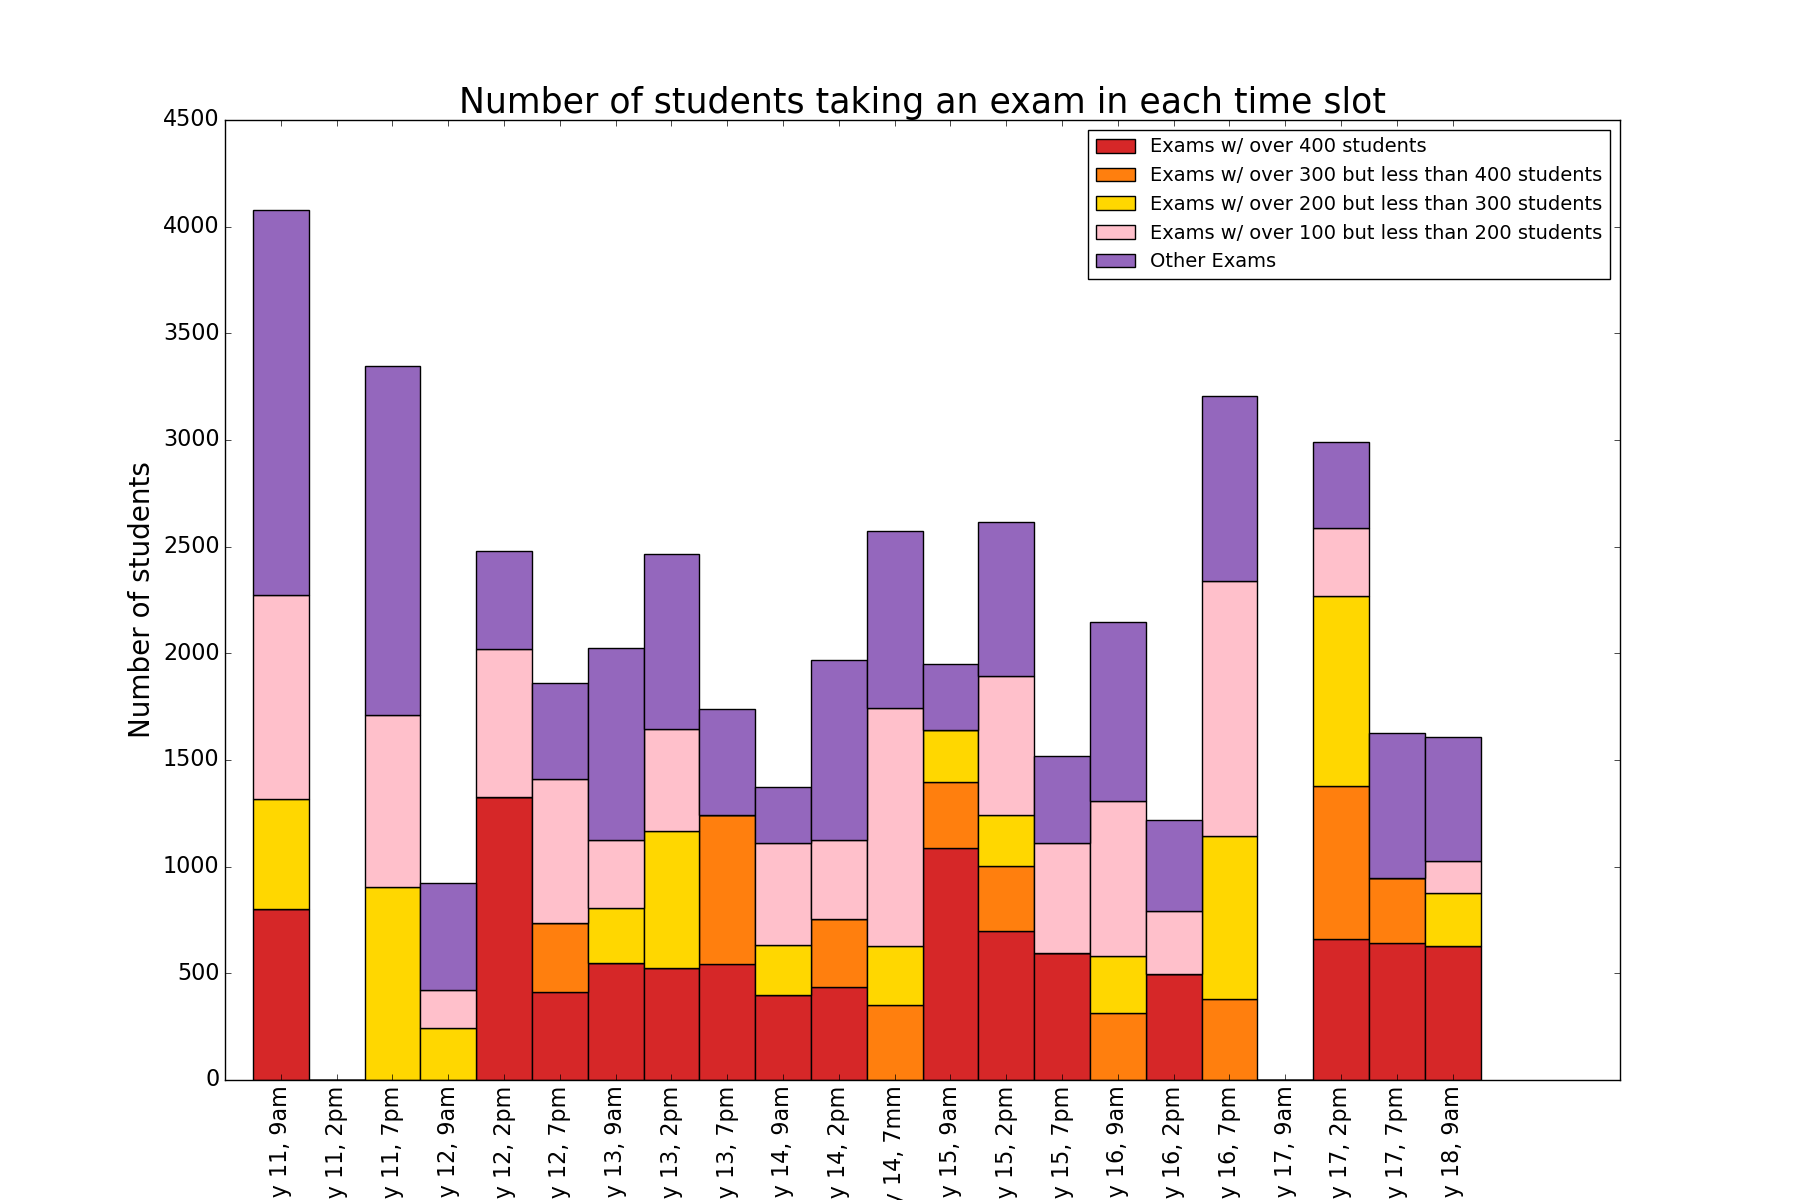 Number of students taking an exam in each time slot
Exams w/ over 400 students
Exams w/ over 300 but less than 400 students
Exams w/ over 200 but less than 300 students
Exams w/ over 100 but less than 200 students
Other Exams
Number of students
4500
4000
3500
3000
2500
2000
1500
1000
500
0
y 11, 9am
y 11, 2pm
y 11, 7pm
y 12, 9am
y 12, 2pm
y 12, 7pm
y 13, 9am
y 13, 2pm
y 13, 7pm
y 14, 9am
y 14, 2pm
y 14, 7mm
y 15, 9am
y 15, 2pm
y 15, 7pm
y 16, 9am
y 16, 2pm
y 16, 7pm
y 17, 9am
y 17, 2pm
y 17, 7pm
y 18, 9am